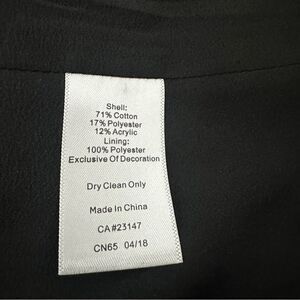 Shell:
71% Cotton
17% Polyester
12% Acrylic
Lining:
100% Polyester
Exclusive Of Decoration
Dry Clean Only
Made In China
CA#23147
CN65 04/18